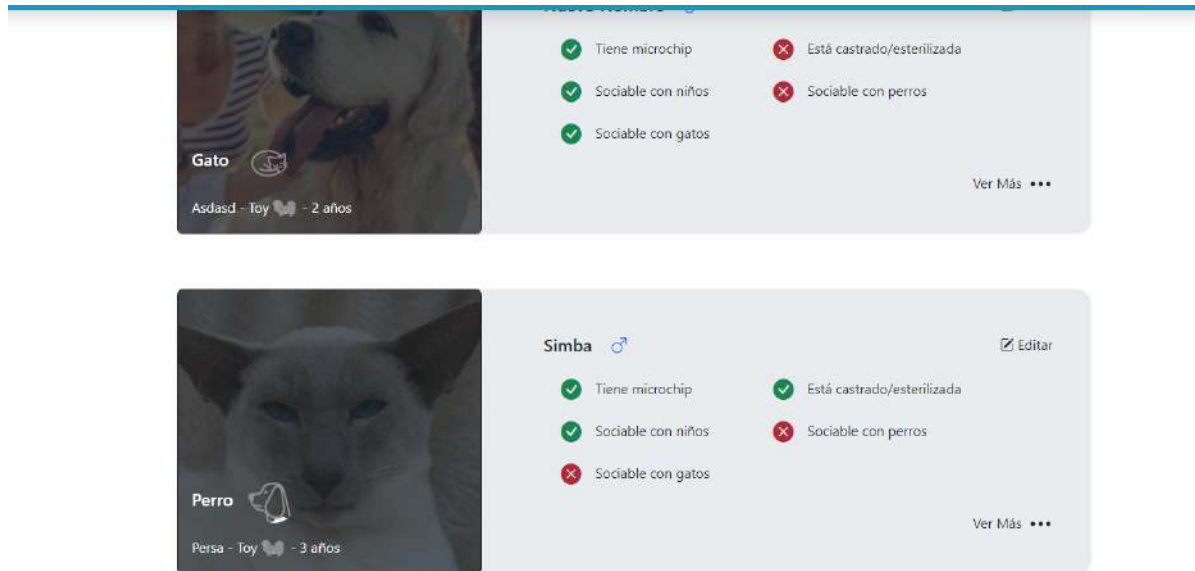 Nuevo Nombre
Tiene microchip
Está castrado/esterilizada
Sociable con niños
Sociable con perros
Sociable con gatos
Gato
Ver Más •••
Asdasd - Toy - 2 años
Simba
Editar
Tiene microchip
Está castrado/esterilizada
Sociable con niños
Sociable con perros
Sociable con gatos
Perro
Ver Más •••
Persa - Toy - 3 años